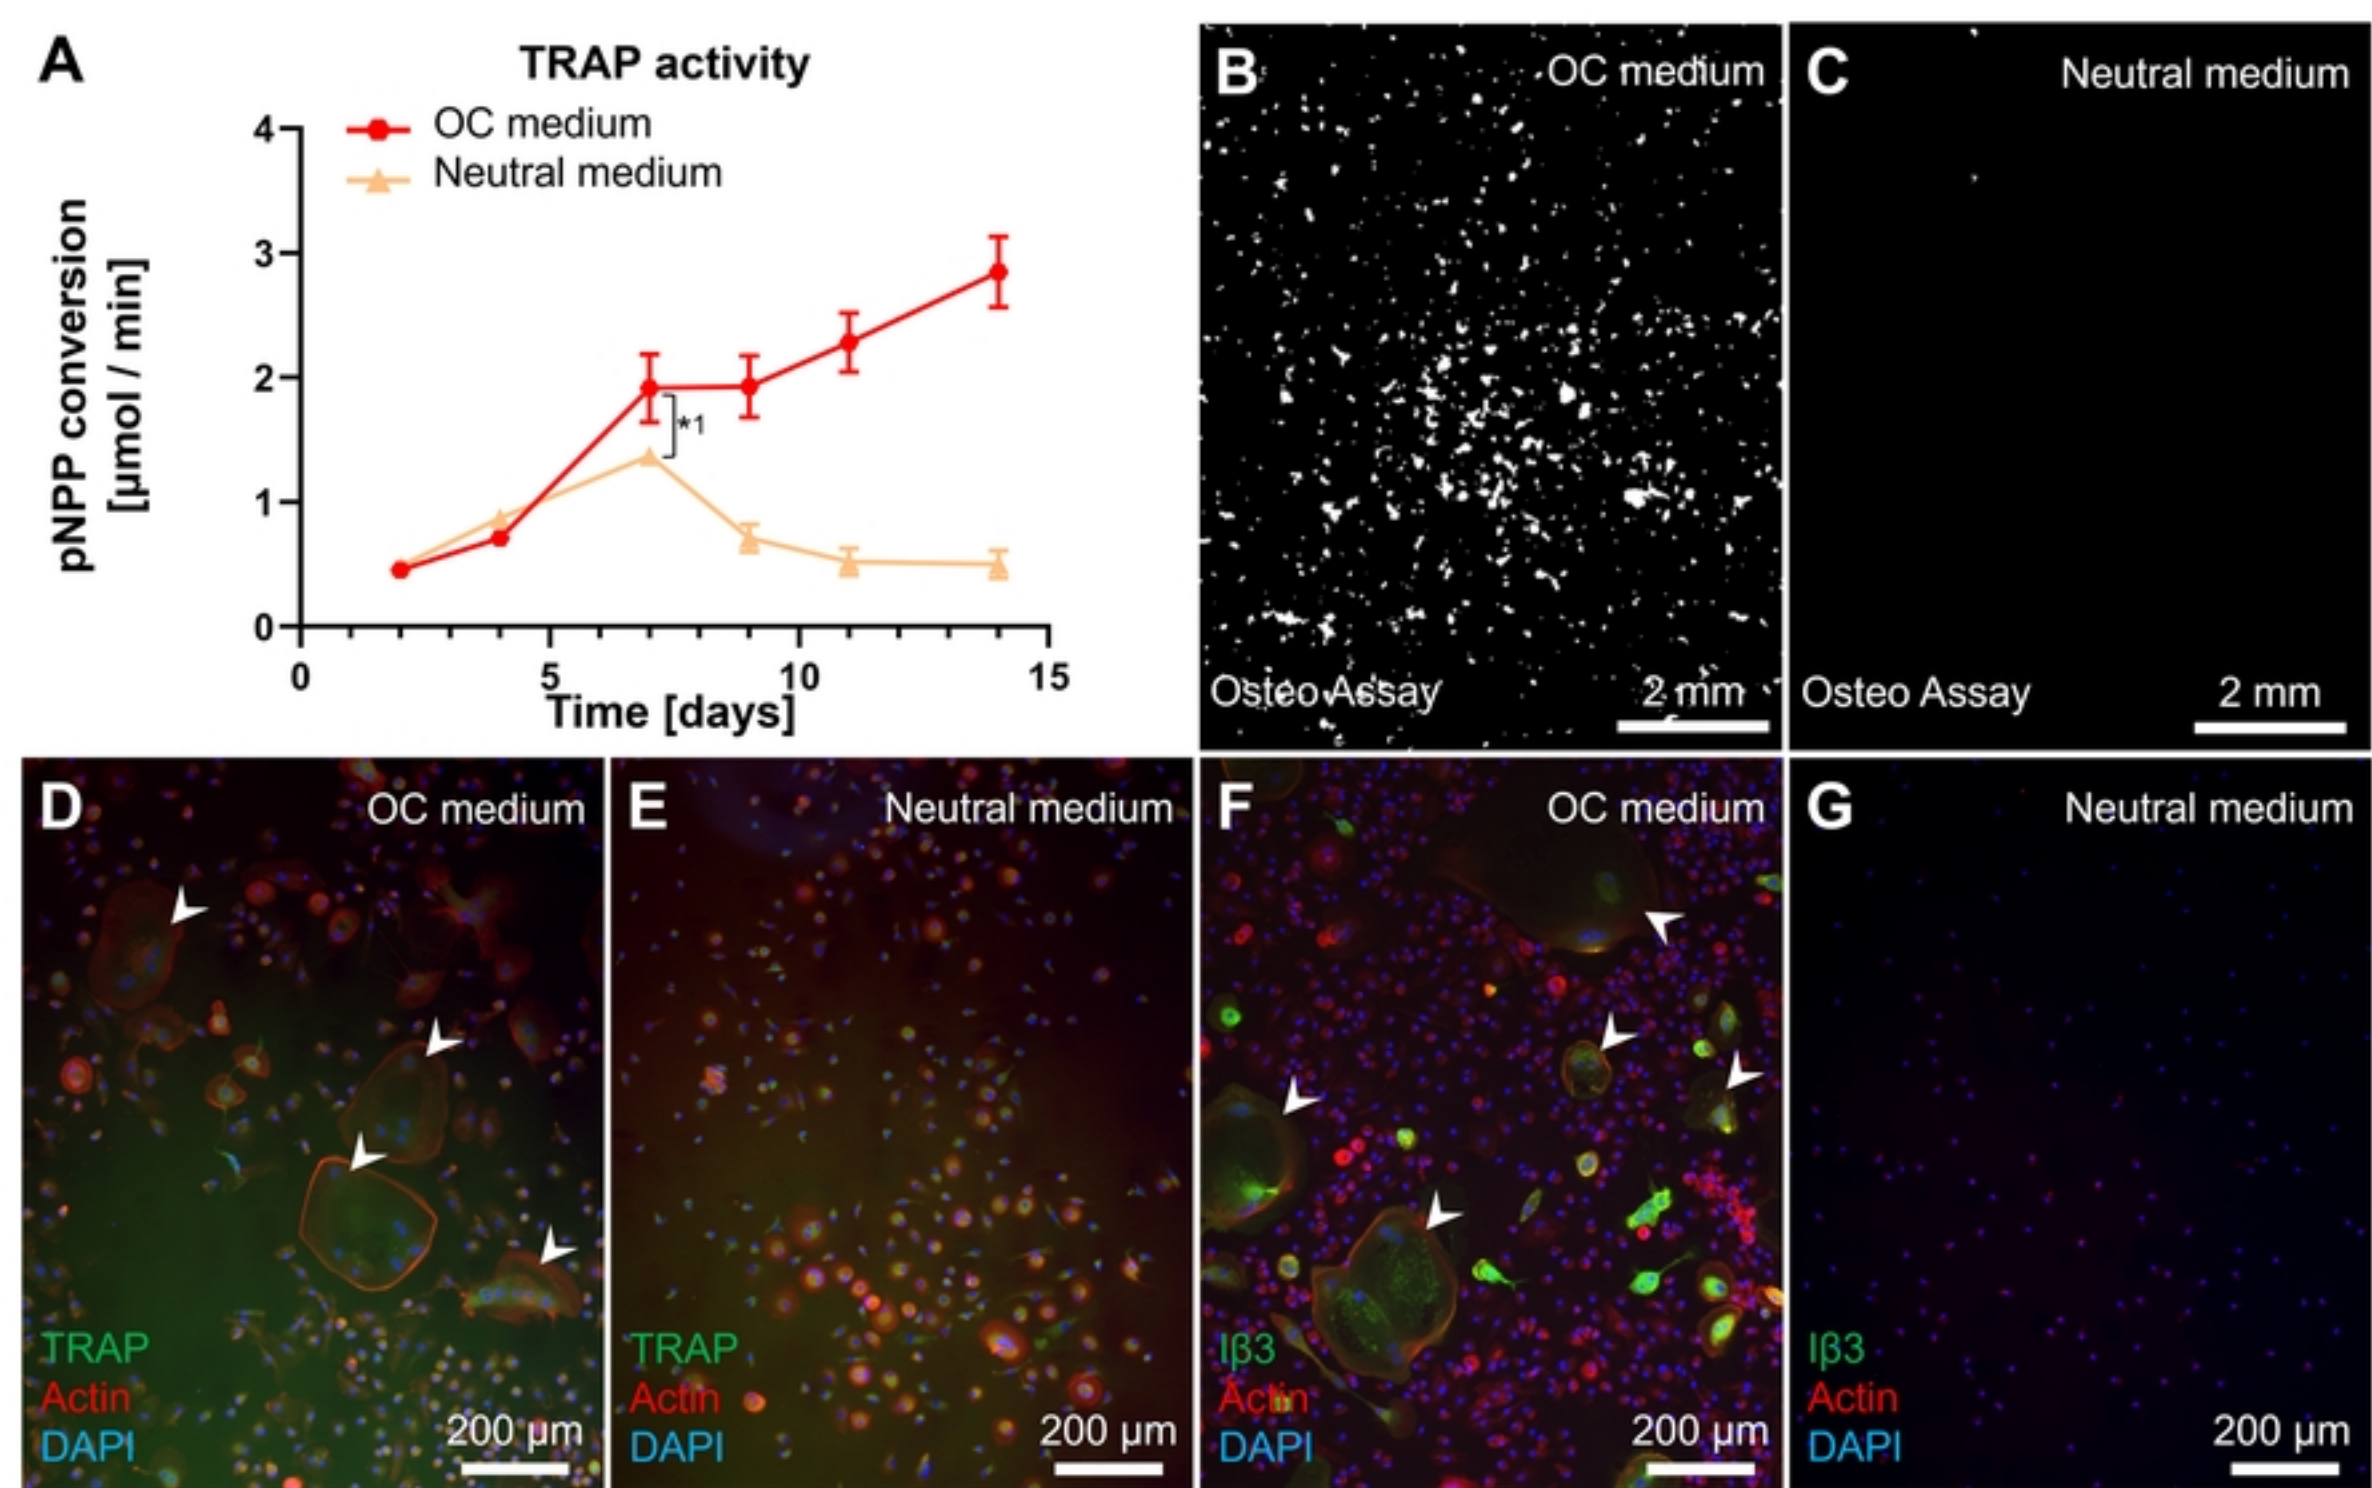 A
TRAP activity
OC medium
Neutral medium
pNPP conversion
[µmol / min]
4
3
2
1
0
*1
0
5
10
15
Time [days]
B
OC medium
Osteo Assay
2 mm
C
Neutral medium
Osteo Assay
2 mm
D
OC medium
TRAP
Actin
DAPI
200 µm
E
Neutral medium
TRAP
Actin
DAPI
200 µm
F
OC medium
Iβ3
Actin
DAPI
200 µm
G
Neutral medium
Iβ3
Actin
DAPI
200 µm